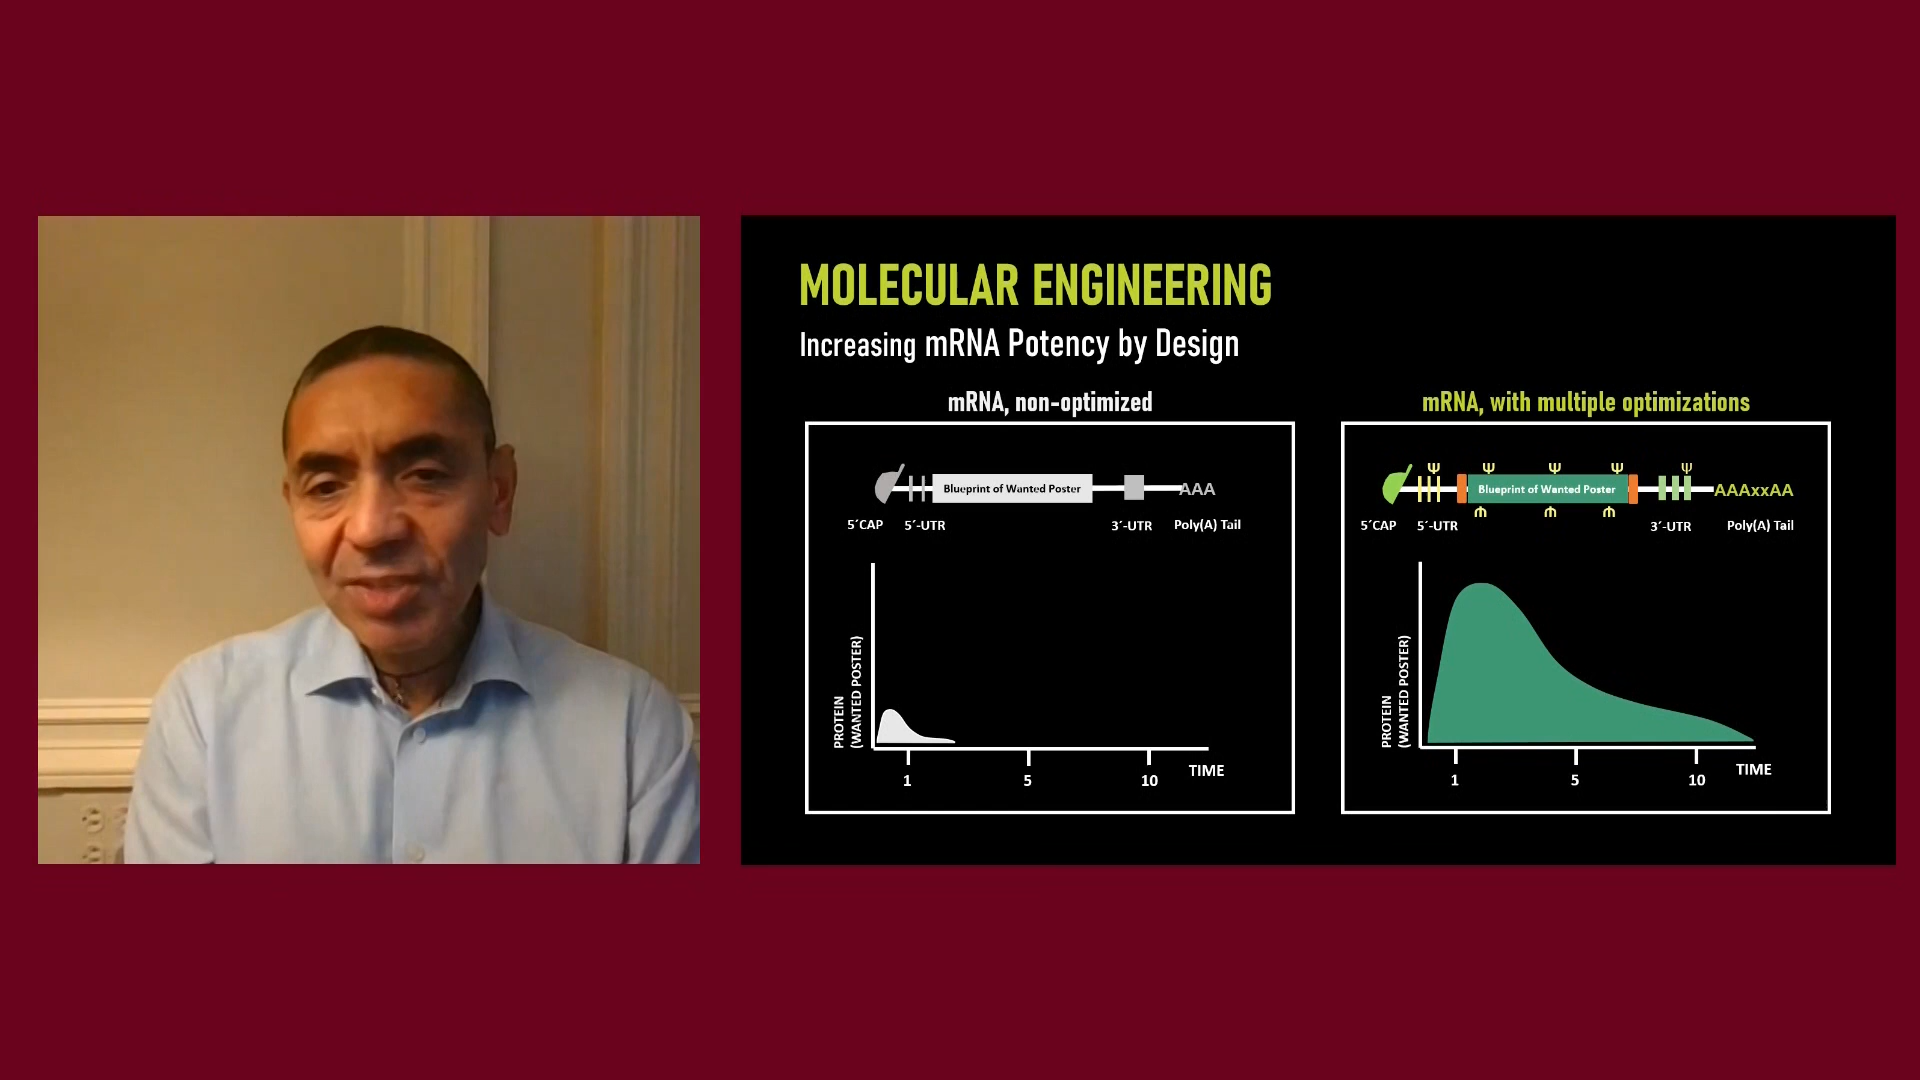 MOLECULAR ENGINEERING
Increasing mRNA Potency by Design
mRNA, non-optimized
Blueprint of Wanted Poster
AAA
5´CAP
5´-UTR
3´-UTR
Poly(A) Tail
PROTEIN
(WANTED POSTER)
1
5
10
TIME
mRNA, with multiple optimizations
Ψ Ψ Ψ Ψ Ψ
Blueprint of Wanted Poster
AAAxxAA
Ψ Ψ Ψ
5´CAP
5´-UTR
3´-UTR
Poly(A) Tail
PROTEIN
(WANTED POSTER)
1
5
10
TIME